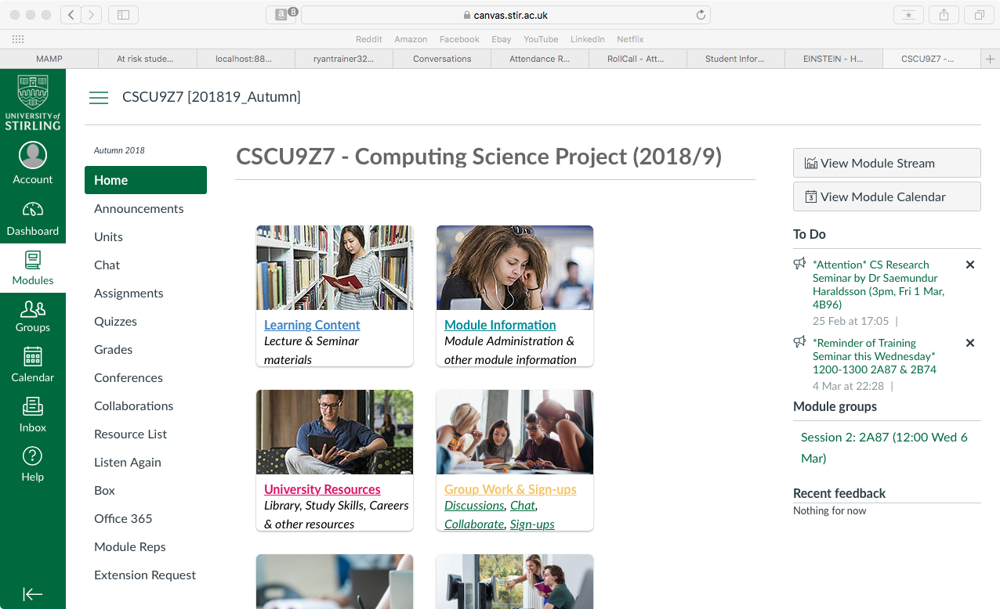 a 8
canvas.stir.ac.uk
Reddit Amazon Facebook Ebay YouTube LinkedIn Netflix
MAMP At risk stude... localhost:88... ryantrainer32... Conversations Attendance R... RollCall - Att... Student Infor... EINSTEIN - H... CSCU9Z7 -...
UNIVERSITY of
STIRLING
Account
Dashboard
Modules
Groups
Calendar
Inbox
Help
CSCU9Z7 [201819_Autumn]
Autumn 2018
Home
Announcements
Units
Chat
Assignments
Quizzes
Grades
Conferences
Collaborations
Resource List
Listen Again
Box
Office 365
Module Reps
Extension Request
CSCU9Z7 - Computing Science Project (2018/9)
Learning Content
Lecture & Seminar
materials
Module Information
Module Administration &
other module information
University Resources
Library, Study Skills, Careers
& other resources
Group Work & Sign-ups
Discussions, Chat,
Collaborate, Sign-ups
View Module Stream
3 View Module Calendar
To Do
*Attention* CS Research
Seminar by Dr Saemundur
Haraldsson (3pm, Fri 1 Mar,
4B96)
25 Feb at 17:05 |
*Reminder of Training
Seminar this Wednesday*
1200-1300 2A87 & 2B74
4 Mar at 22:28 |
Module groups
Session 2: 2A87 (12:00 Wed 6
Mar)
Recent feedback
Nothing for now